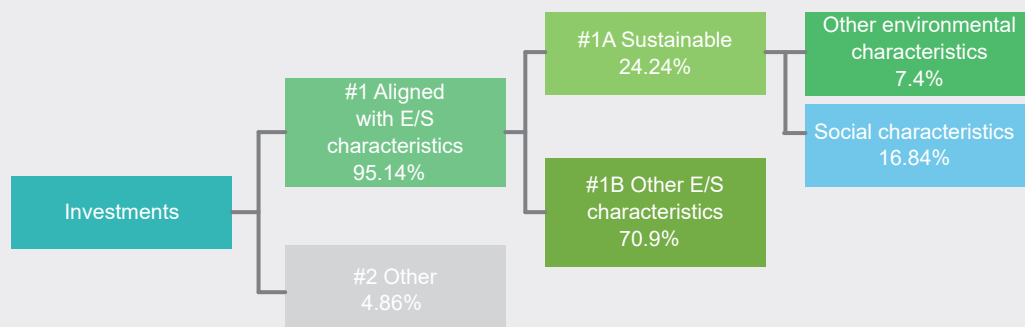 Investments
#1 Aligned
with E/S
characteristics
95.14%
#2 Other
4.86%
#1A Sustainable
24.24%
#1B Other E/S
characteristics
70.9%
Other environmental
characteristics
7.4%
Social characteristics
16.84%